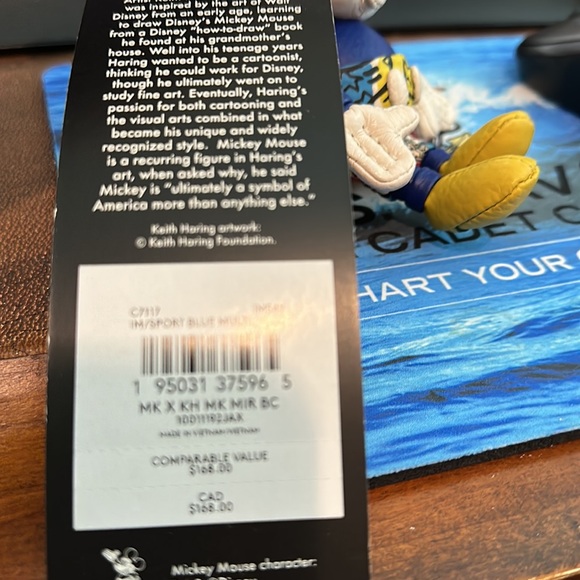 was inspired by the art of Walt
Disney from an early age, learning
to draw Disney's Mickey Mouse
from a Disney "how-to-draw" book
he found at his grandmother's
house. Well into his teenage years
Haring wanted to be a cartoonist,
thinking he could work for Disney,
though he ultimately went on to
study fine art. Eventually, Haring's
passion for both cartooning and
the visual arts combined in what
became his unique and widely
recognized style. Mickey Mouse
is a recurring figure in Haring's
art, when asked why, he said
Mickey is "ultimately a symbol of
America more than anything else."
Keith Haring artwork:
© Keith Haring Foundation.
C7117
IM/SPORT BLUE MULTI
1 95031 37596 5
MK X KH MK MIR BC
MADE IN VIETNAM/VIETNAM
COMPARABLE VALUE
$168.00
CAD
$168.00
Mickey Mouse character:
CADET
HART YOUR